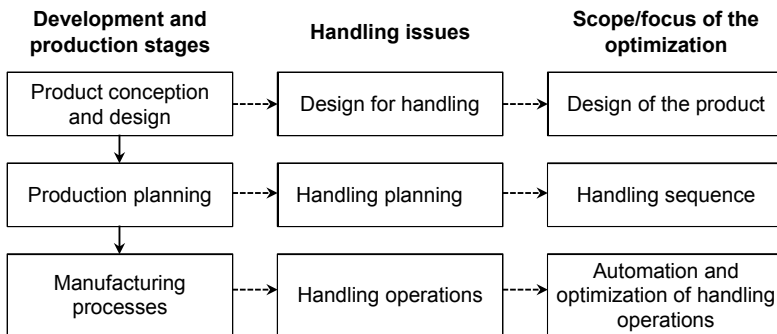 Development and
production stages
Handling issues
Scope/focus of the
optimization
Product conception
and design
Design for handling
Design of the product
Production planning
Handling planning
Handling sequence
Manufacturing
processes
Handling operations
Automation and
optimization of handling
operations